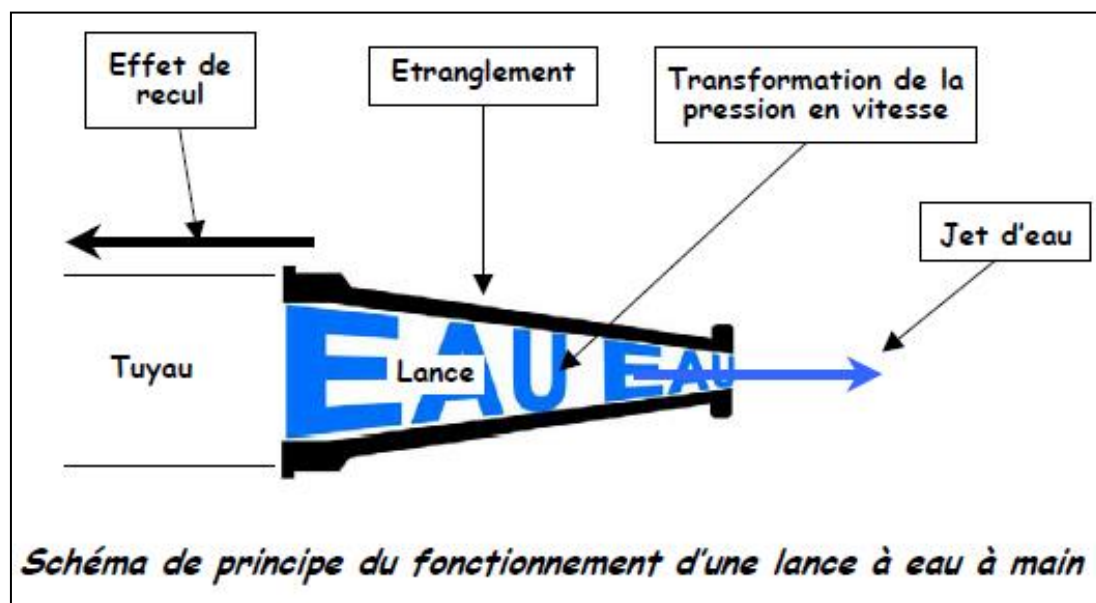 Effet de
recul
Etranglement
Transformation de la
pression en vitesse
Jet d'eau
Tuyau
Lance
EAU EAU
Schéma de principe du fonctionnement d'une lance à eau à main